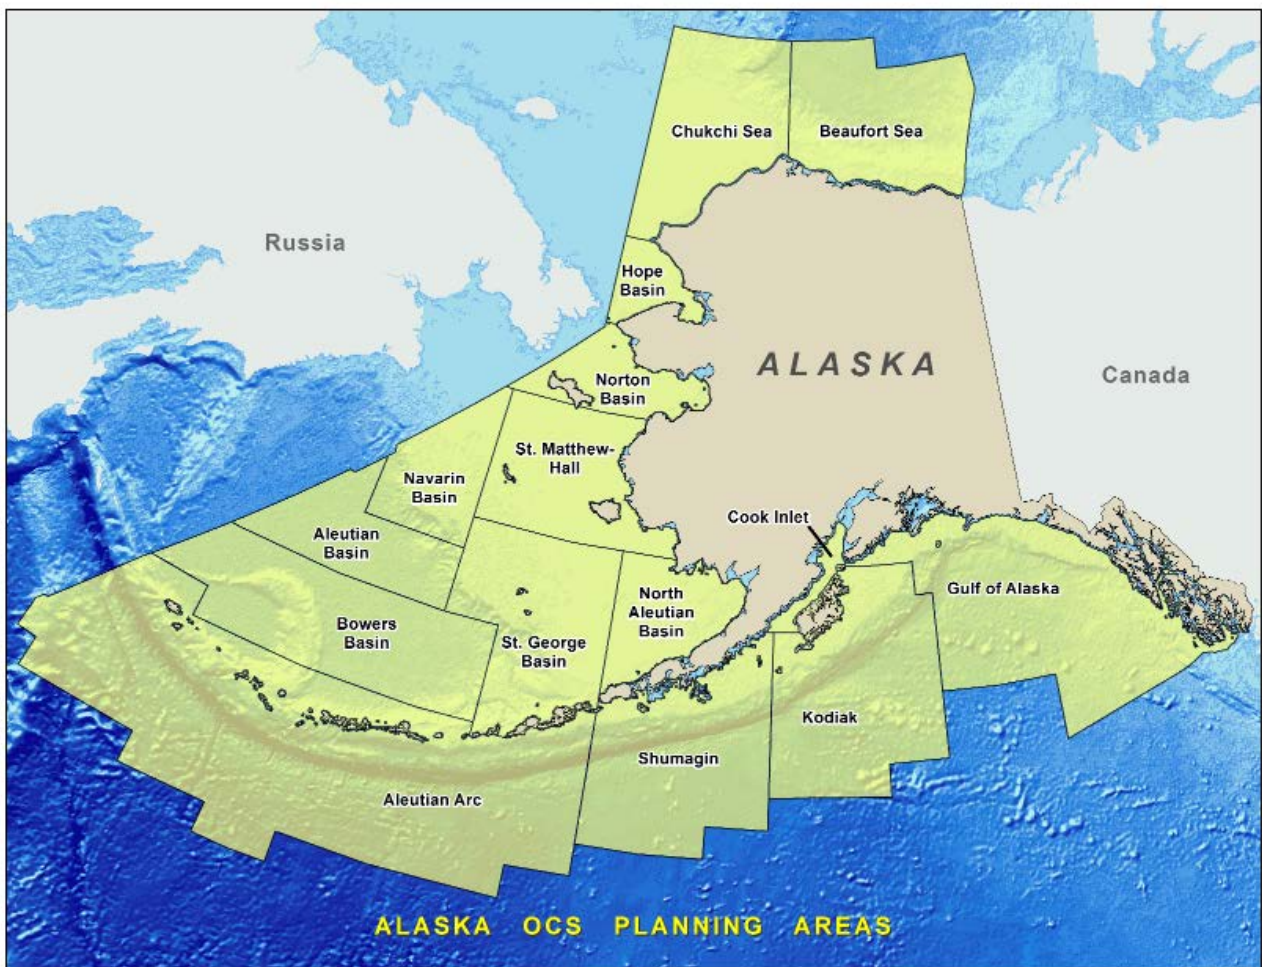 Chukchi Sea
Beaufort Sea
Russia
Hope
Basin
ALASKA
Canada
Norton
Basin
St. Matthew-
Hall
Navarin
Basin
Cook Inlet
Aleutian
Basin
North
Aleutian
Basin
Gulf of Alaska
Bowers
Basin
St. George
Basin
Kodiak
Shumagin
Aleutian Arc
ALASKA OCS PLANNING AREAS